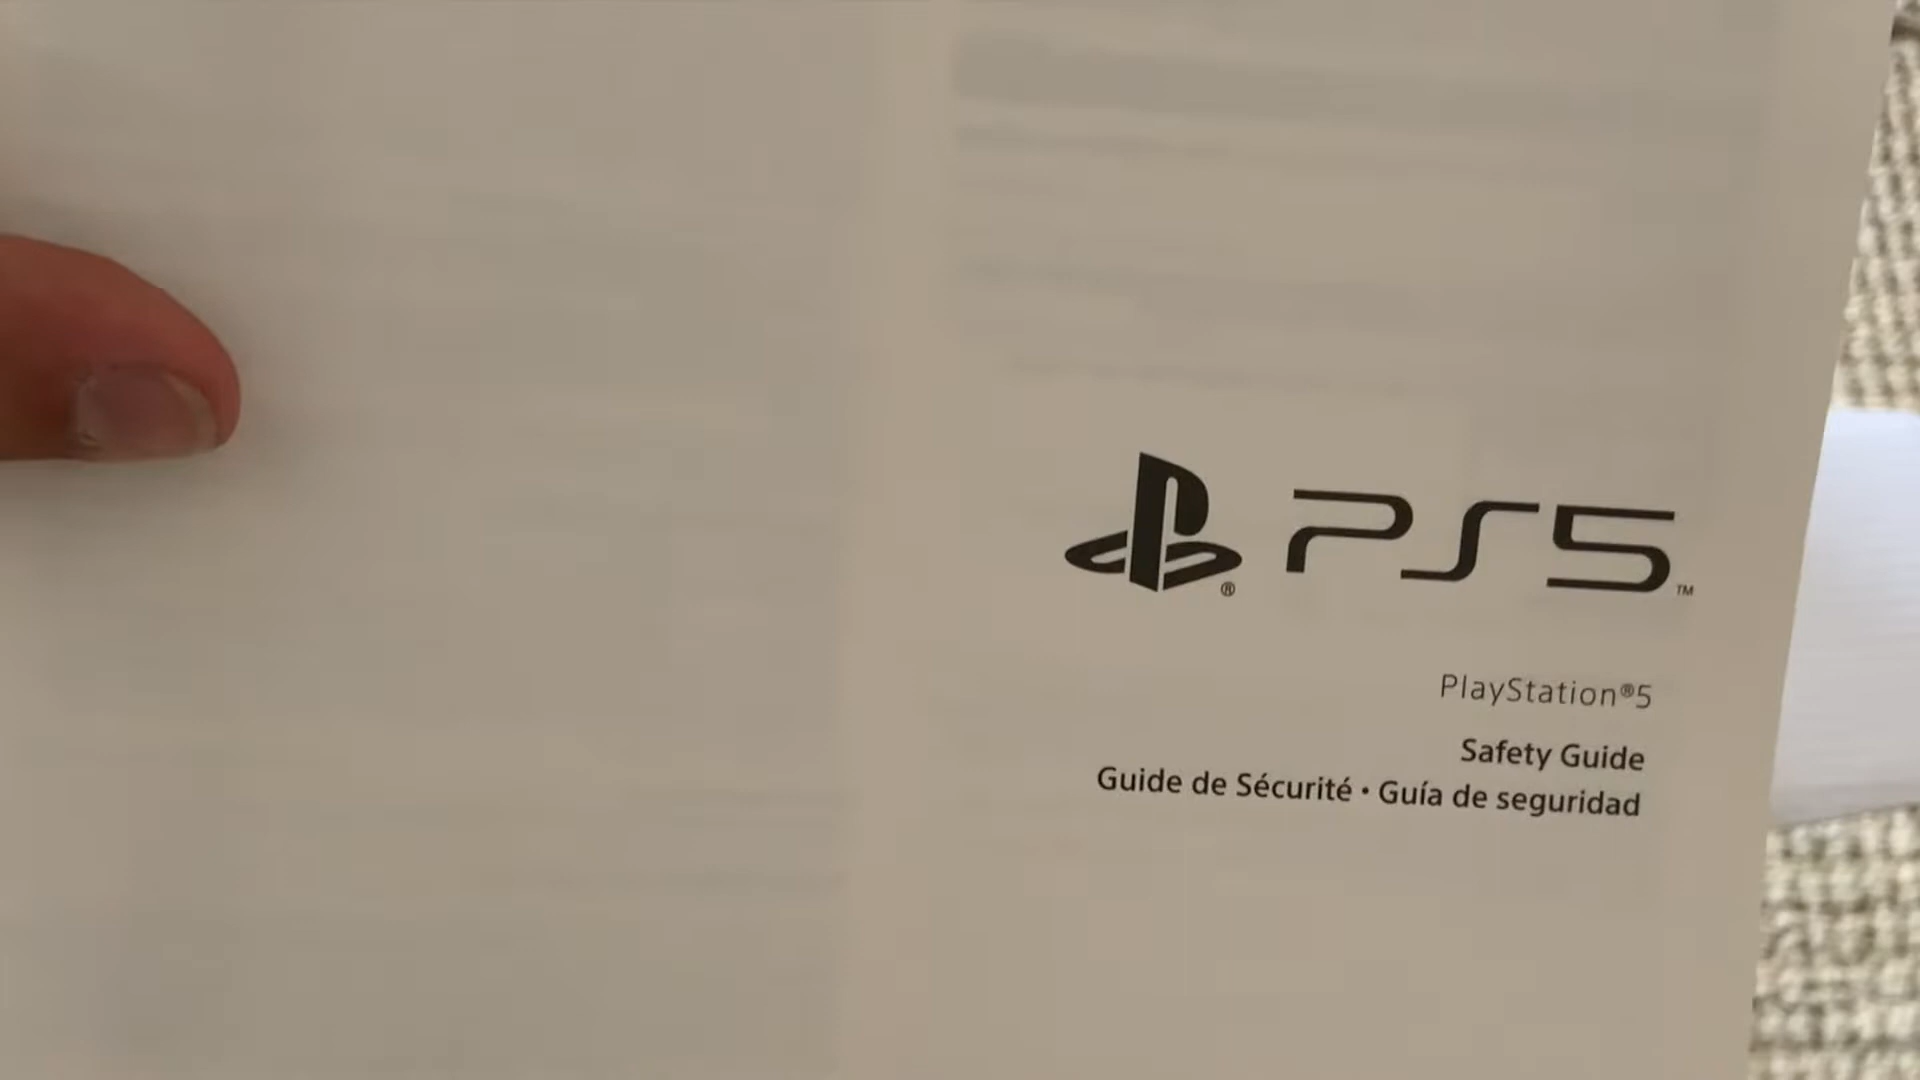 PS5™
PlayStation®5
Safety Guide
Guide de Sécurité • Guía de seguridad